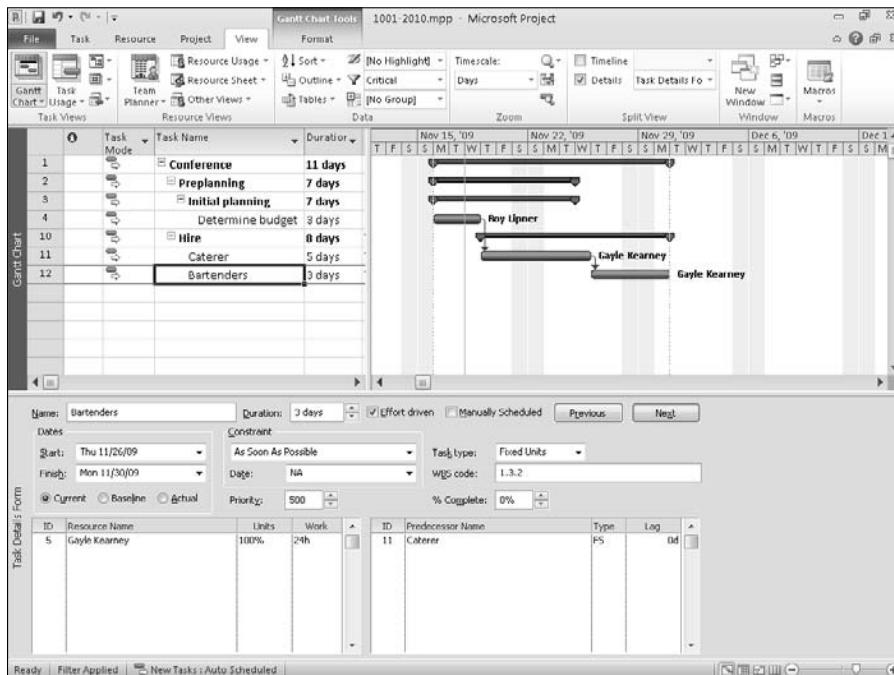 Gantt Chart Tools 1001-2010.mpp - Microsoft Project
File Task Resource Project View Format
Gantt Chart
Task Usage
Team Planner
Resource Usage
Resource Sheet
Other Views
Sort
Outline
Tables
[No Highlight]
Critical
[No Group]
Timescale:
Days
Timeline
Details Task Details Fo
New Window
Macros
Task Views Resource Views Data Zoom Split View Window Macros
Task Mode Task Name Duration
Nov 15, '09 Nov 22, '09 Nov 29, '09 Dec 6, '09 Dec 1
T F S S M T W T F S S M T W T F S S M T W T F S S M T W T F S S M
1 Conference 11 days
2 Preplanning 7 days
3 Initial planning 7 days
4 Determine budget 3 days Roy Lipner
10 Hire 8 days
11 Caterer 5 days Gayle Kearney
12 Bartenders 3 days Gayle Kearney
Gantt Chart
Name: Bartenders Duration: 3 days Effort driven Manually Scheduled Previous Next
Dates Constraint
Start: Thu 11/26/09 As Soon As Possible Task type: Fixed Units
Finish: Mon 11/30/09 Date: NA WBS code: 1.3.2
Current Baseline Actual Priority: 500 % Complete: 0%
ID Resource Name Units Work ID Predecessor Name Type Lag
5 Gayle Kearney 100% 24h 11 Caterer FS 0d
Task Details Form
Ready Filter Applied New Tasks : Auto Scheduled